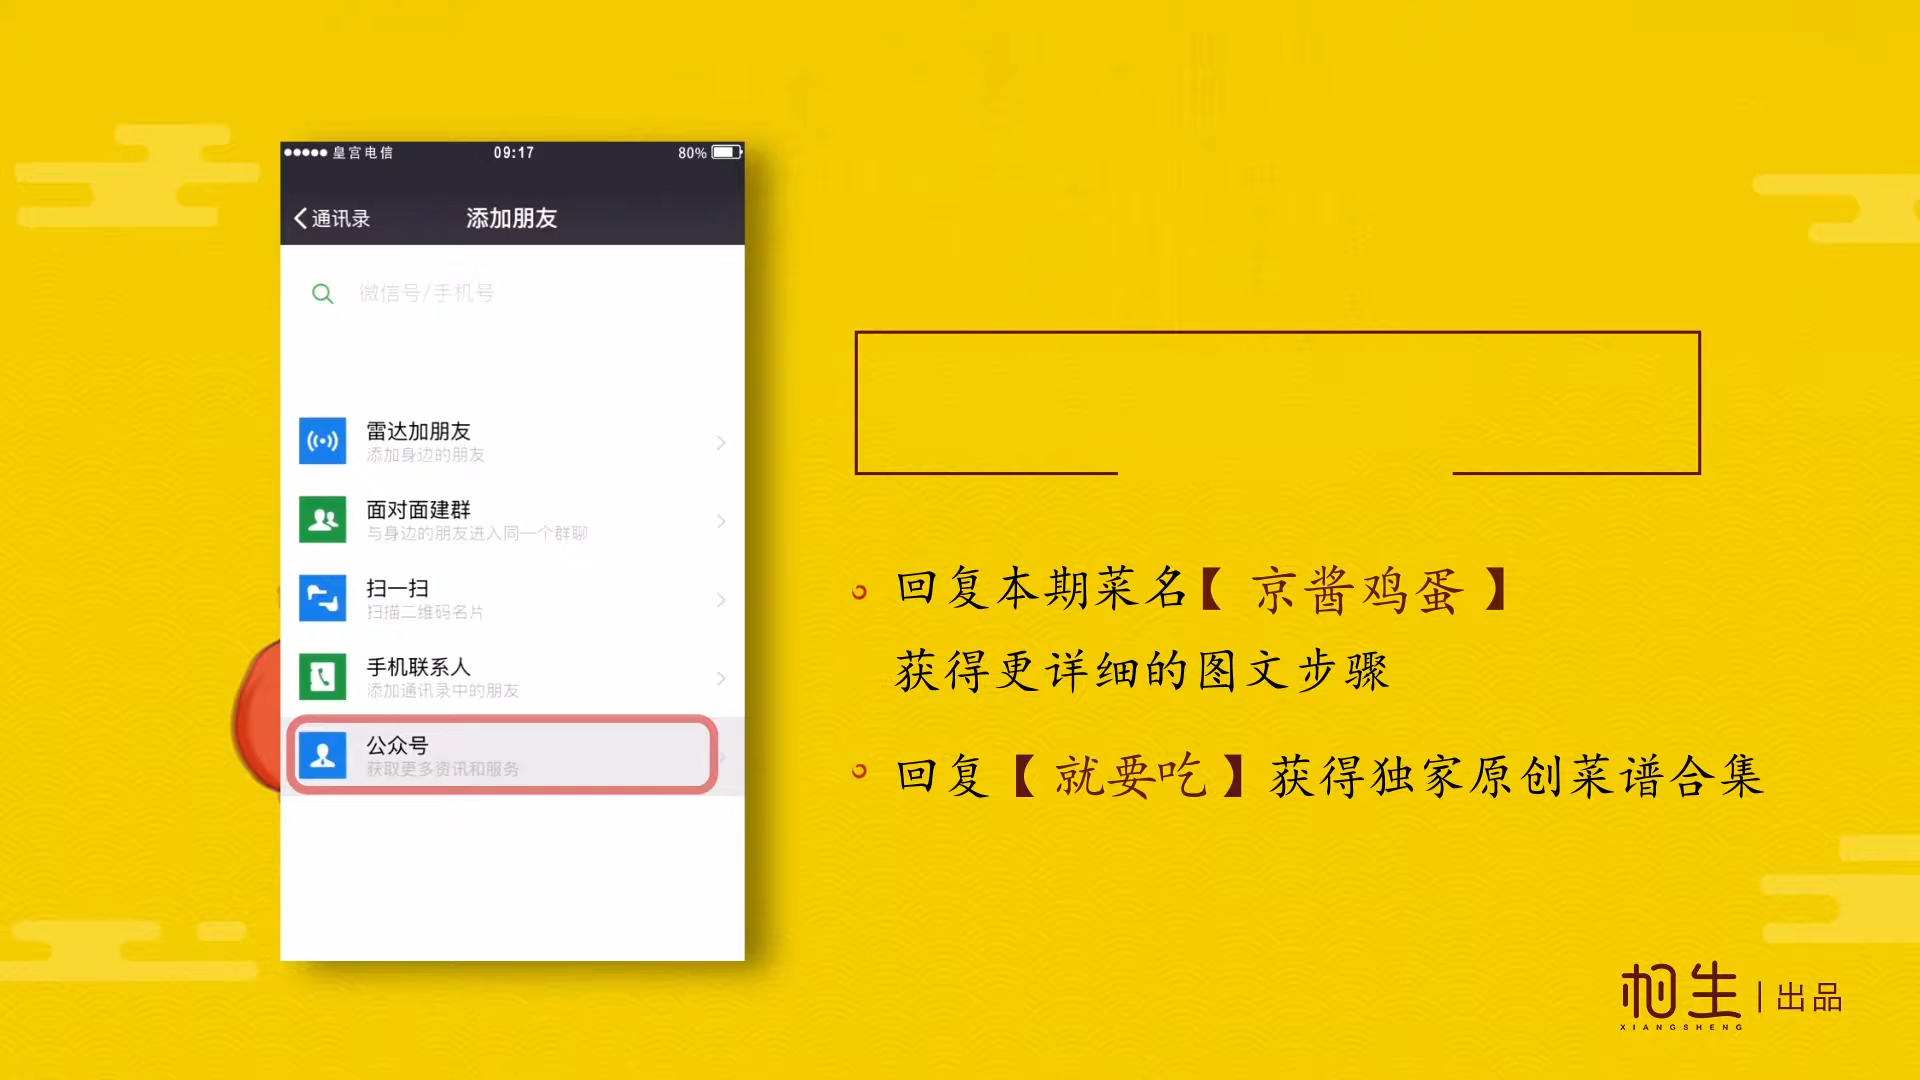 皇宫电信 09:17 80%
通讯录 添加朋友
微信号/手机号
雷达加朋友
添加身边的朋友
面对面建群
与身边的朋友进入同一个群聊
扫一扫
扫描二维码名片
手机联系人
添加通讯录中的朋友
公众号
获取更多资讯和服务
回复本期菜名【 京酱鸡蛋 】
获得更详细的图文步骤
回复【 就要吃 】获得独家原创菜谱合集
相生 | 出品
XIANGSHENG